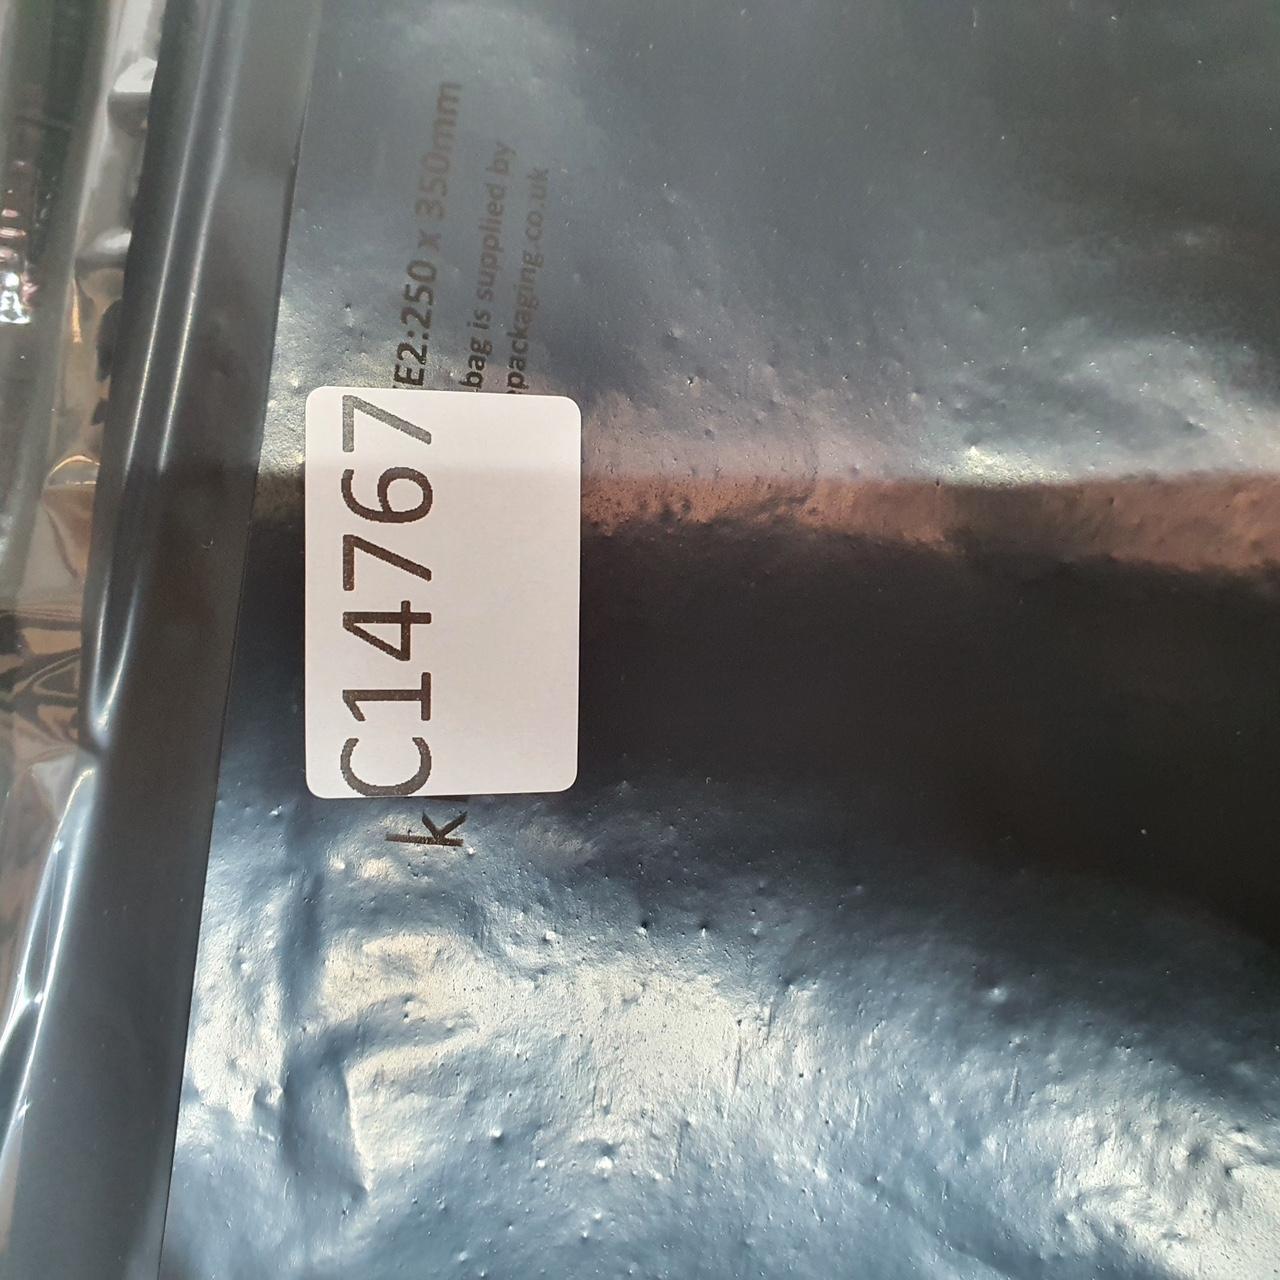 C14767
E2:250 x 350mm
bag is supplied by
packaging.co.uk